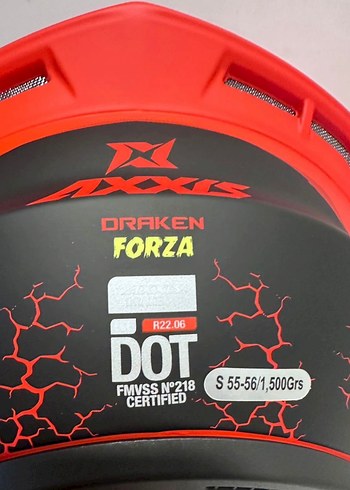 AXXIS
DRAKEN
FORZA
R22.06
DOT
FMVSS Nº218
CERTIFIED
S 55-56/1,500Grs